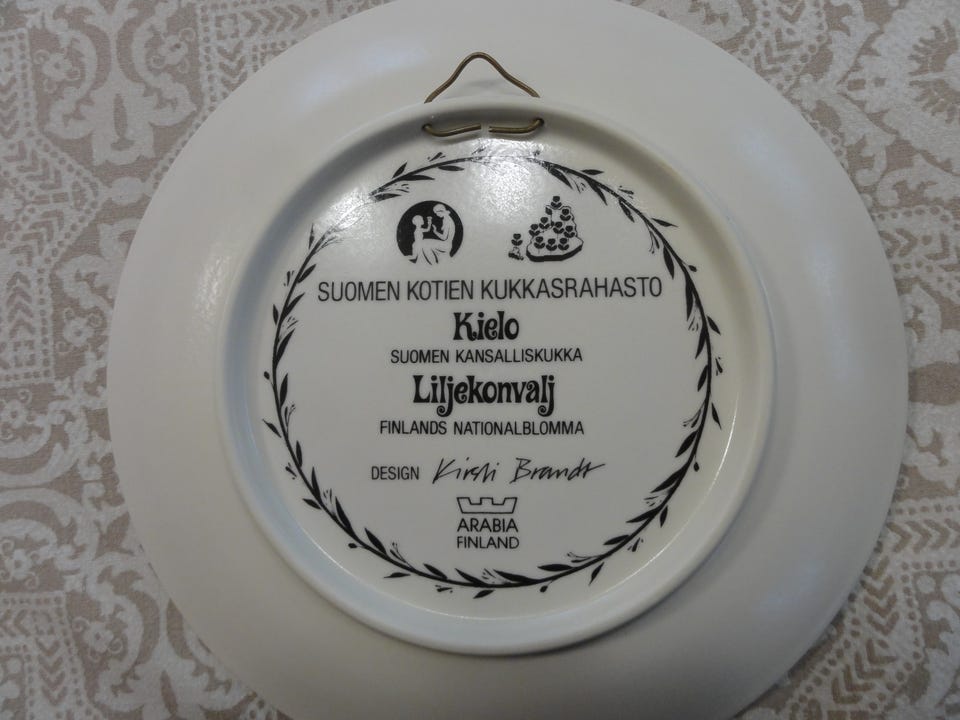 SUOMEN KOTIEN KUKKASRAHASTO
Kielo
SUOMEN KANSALLISKUKKA
Liljekonvalj
FINLANDS NATIONALBLOMMA
DESIGN Kirsti Brandt
ARABIA
FINLAND